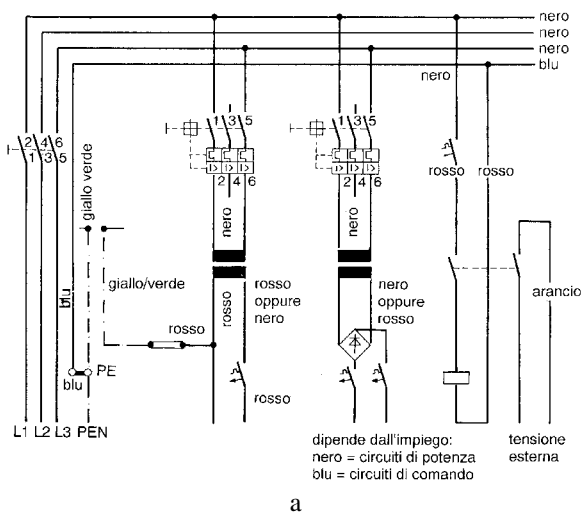 nero
nero
nero
blu
nero
1 3 5
1 3 5
2 4 6
1 3 5
giallo verde
rosso
rosso
2 4 6
2 4 6
nero
nero
giallo/verde
blu
rosso
rosso
oppure
nero
nero
oppure
rosso
arancio
rosso
PE
blu
rosso
L1 L2 L3 PEN
dipende dall'impiego:
nero = circuiti di potenza
blu = circuiti di comando
tensione
esterna
a